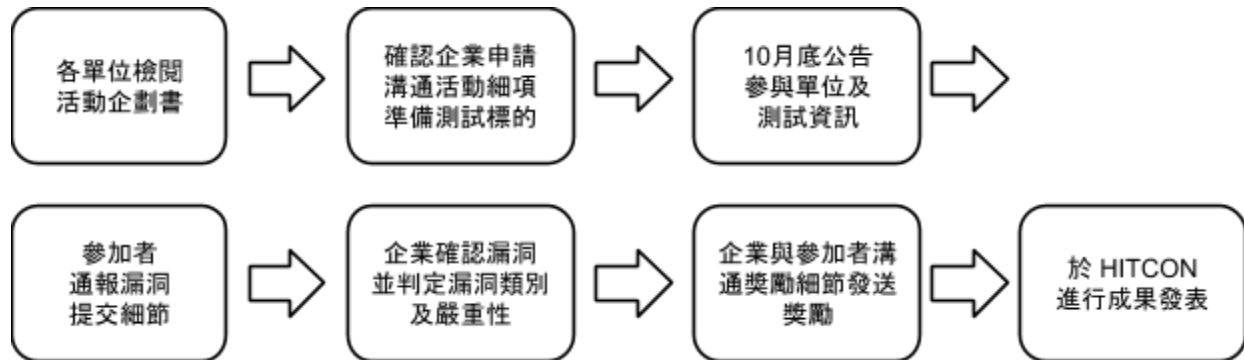 各單位檢閱
活動企劃書
確認企業申請
溝通活動細項
準備測試標的
10月底公告
參與單位及
測試資訊
參加者
通報漏洞
提交細節
企業確認漏洞
並判定漏洞類別
及嚴重性
企業與參加者溝
通獎勵細節發送
獎勵
於 HITCON
進行成果發表